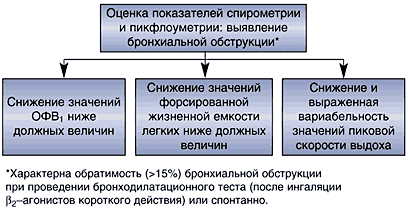 Оценка показателей спирометрии
и пикфлоуметрии: выявление
бронхиальной обструкции*
Снижение значений
ОФВ₁ ниже
должных величин
Снижение значений
форсированной
жизненной емкости
легких ниже должных
величин
Снижение и
выраженная
вариабельность
значений пиковой
скорости выдоха
*Характерна обратимость (>15%) бронхиальной обструкции
при проведении бронходилатационного теста (после ингаляции
β₂–агонистов короткого действия) или спонтанно.